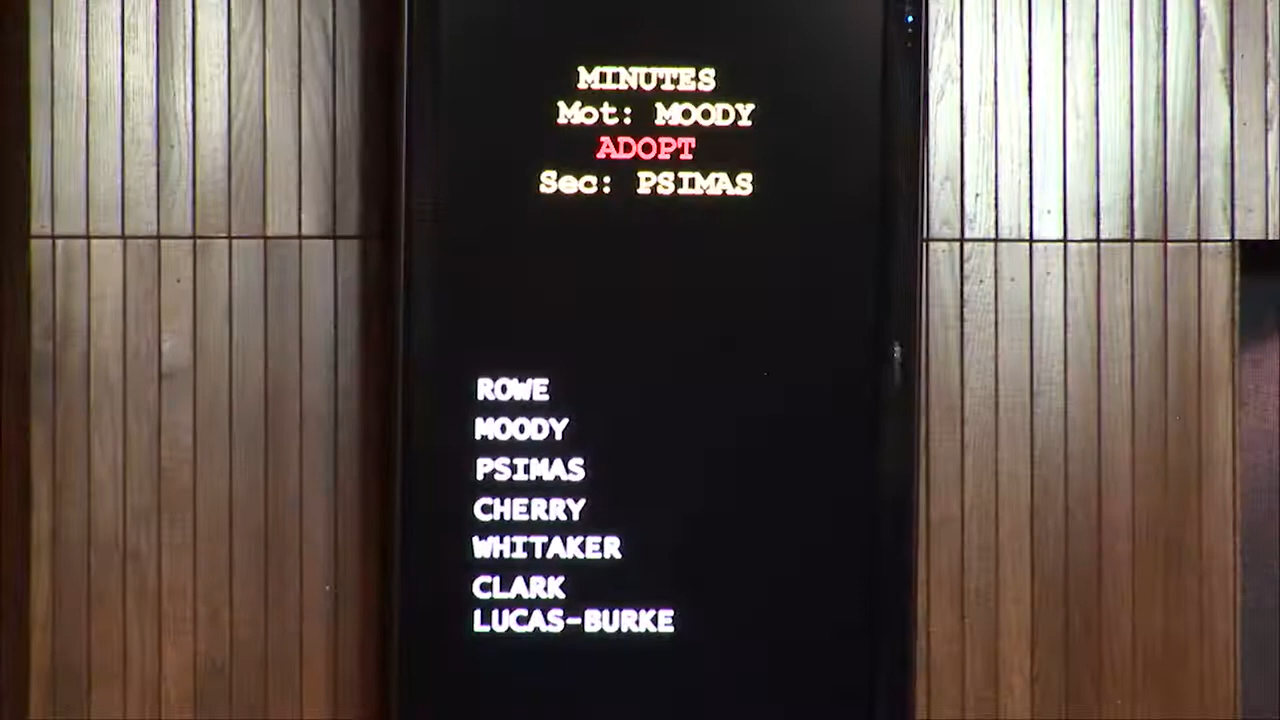 MINUTES
Mot: MOODY
ADOPT
Sec: PSIMAS
ROWE
MOODY
PSIMAS
CHERRY
WHITAKER
CLARK
LUCAS-BURKE